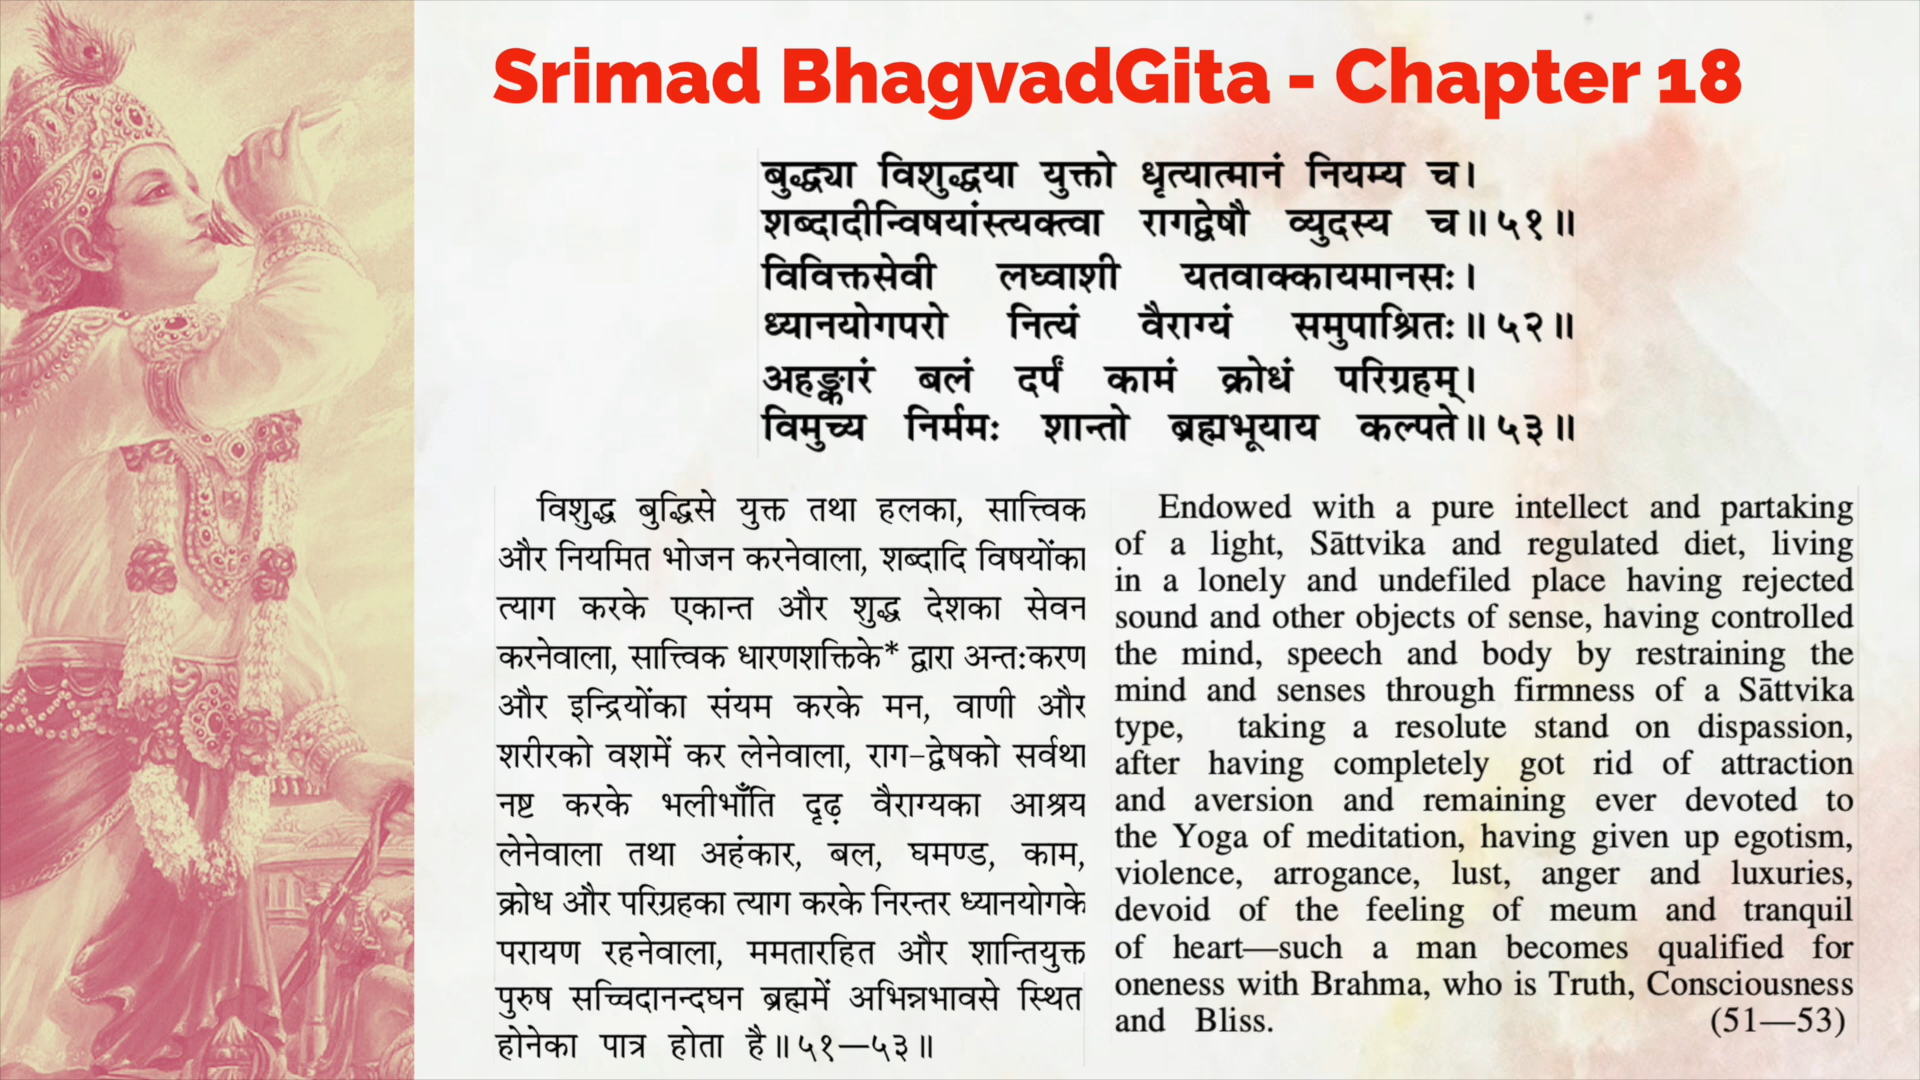 Srimad BhagvadGita - Chapter 18
बुद्ध्या विशुद्धया युक्तो धृत्यात्मानं नियम्य च।
शब्दादीन्विषयांस्त्यक्त्वा रागद्वेषौ व्युदस्य च॥ ५१॥
विविक्तसेवी लघ्वाशी यतवाक्कायमानसः।
ध्यानयोगपरो नित्यं वैराग्यं समुपाश्रितः॥ ५२॥
अहङ्कारं बलं दर्पं कामं क्रोधं परिग्रहम्।
विमुच्य निर्ममः शान्तो ब्रह्मभूयाय कल्पते॥ ५३॥
विशुद्ध बुद्धिसे युक्त तथा हलका, सात्त्विक
और नियमित भोजन करनेवाला, शब्दादि विषयोंका
त्याग करके एकान्त और शुद्ध देशका सेवन
करनेवाला, सात्त्विक धारणशक्तिके* द्वारा अन्तःकरण
और इन्द्रियोंका संयम करके मन, वाणी और
शरीरको वशमें कर लेनेवाला, राग-द्वेषको सर्वथा
नष्ट करके भलीभाँति दृढ़ वैराग्यका आश्रय
लेनेवाला तथा अहंकार, बल, घमण्ड, काम,
क्रोध और परिग्रहका त्याग करके निरन्तर ध्यानयोगके
परायण रहनेवाला, ममतारहित और शान्तियुक्त
पुरुष सच्चिदानन्दघन ब्रह्ममें अभिन्नभावसे स्थित
होनेका पात्र होता है॥ ५१—५३॥
Endowed with a pure intellect and partaking
of a light, Sāttvika and regulated diet, living
in a lonely and undefiled place having rejected
sound and other objects of sense, having controlled
the mind, speech and body by restraining the
mind and senses through firmness of a Sāttvika
type, taking a resolute stand on dispassion,
after having completely got rid of attraction
and aversion and remaining ever devoted to
the Yoga of meditation, having given up egotism,
violence, arrogance, lust, anger and luxuries,
devoid of the feeling of meum and tranquil
of heart—such a man becomes qualified for
oneness with Brahma, who is Truth, Consciousness
and Bliss. (51—53)